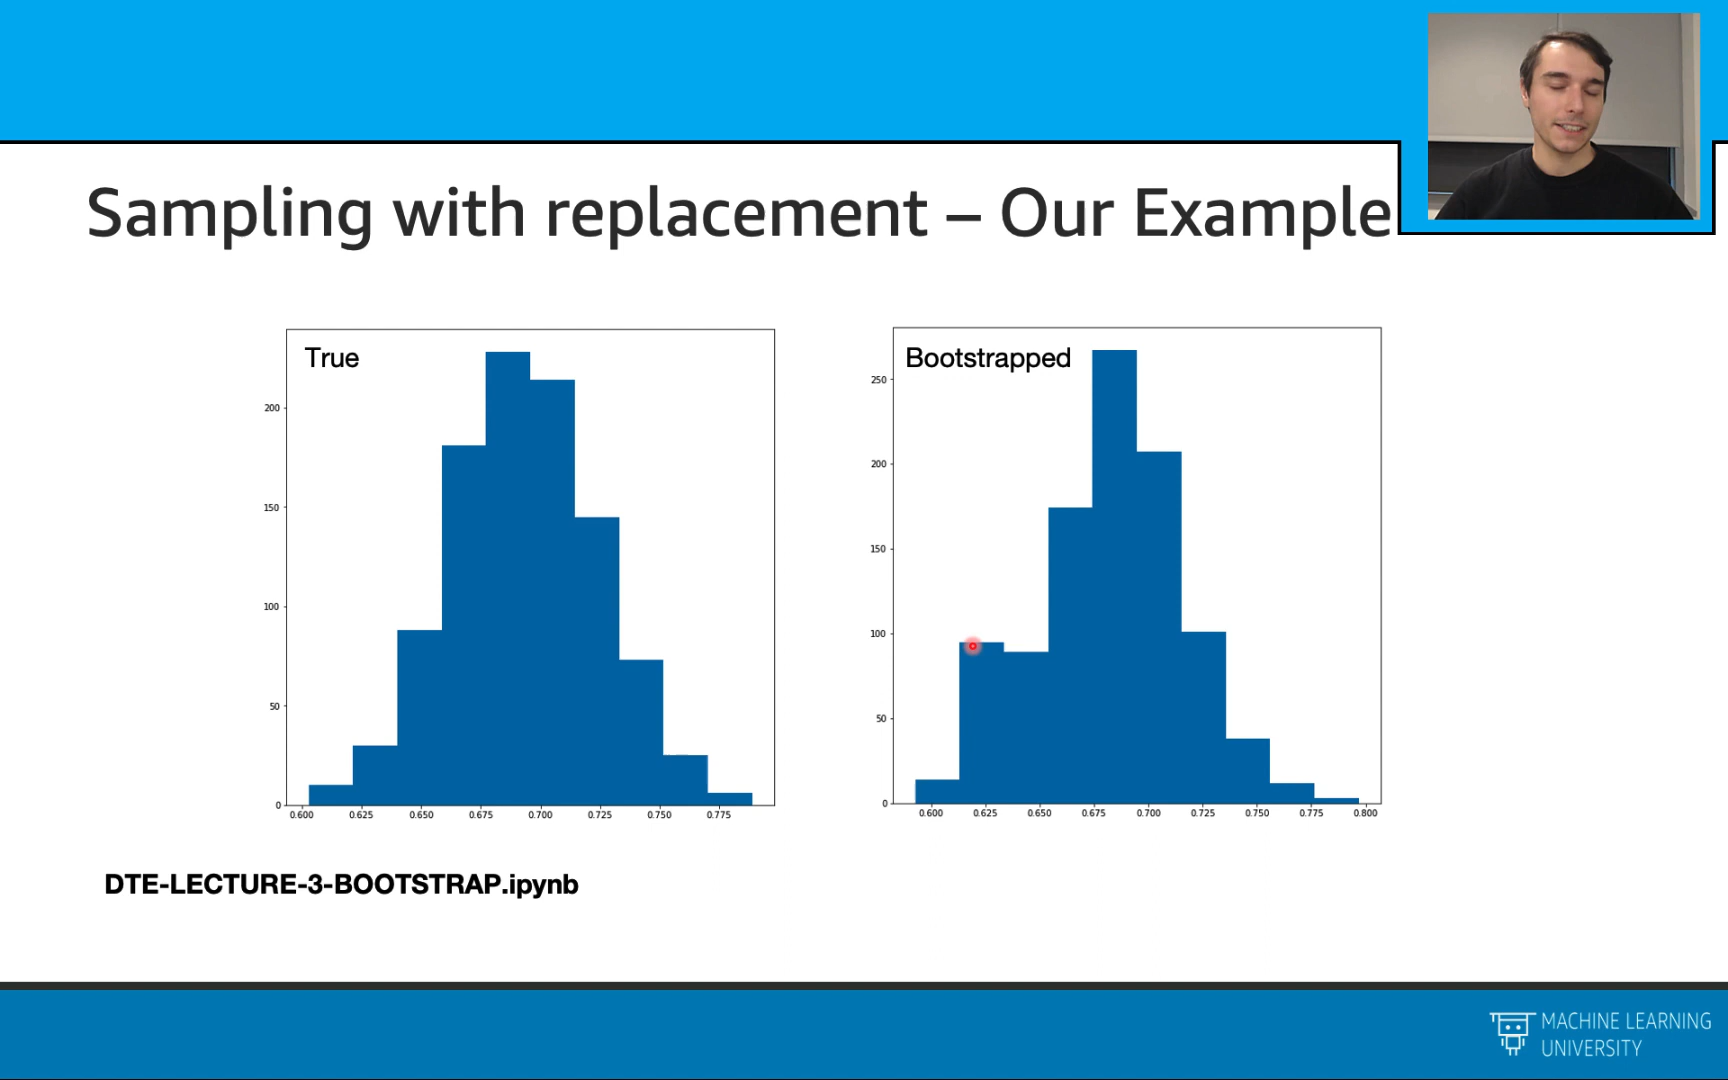 Sampling with replacement – Our Example
True
200
150
100
50
0
0.600 0.625 0.650 0.675 0.700 0.725 0.750 0.775
Bootstrapped
250
200
150
100
50
0
0.600 0.625 0.650 0.675 0.700 0.725 0.750 0.775 0.800
DTE-LECTURE-3-BOOTSTRAP.ipynb
MACHINE LEARNING
UNIVERSITY